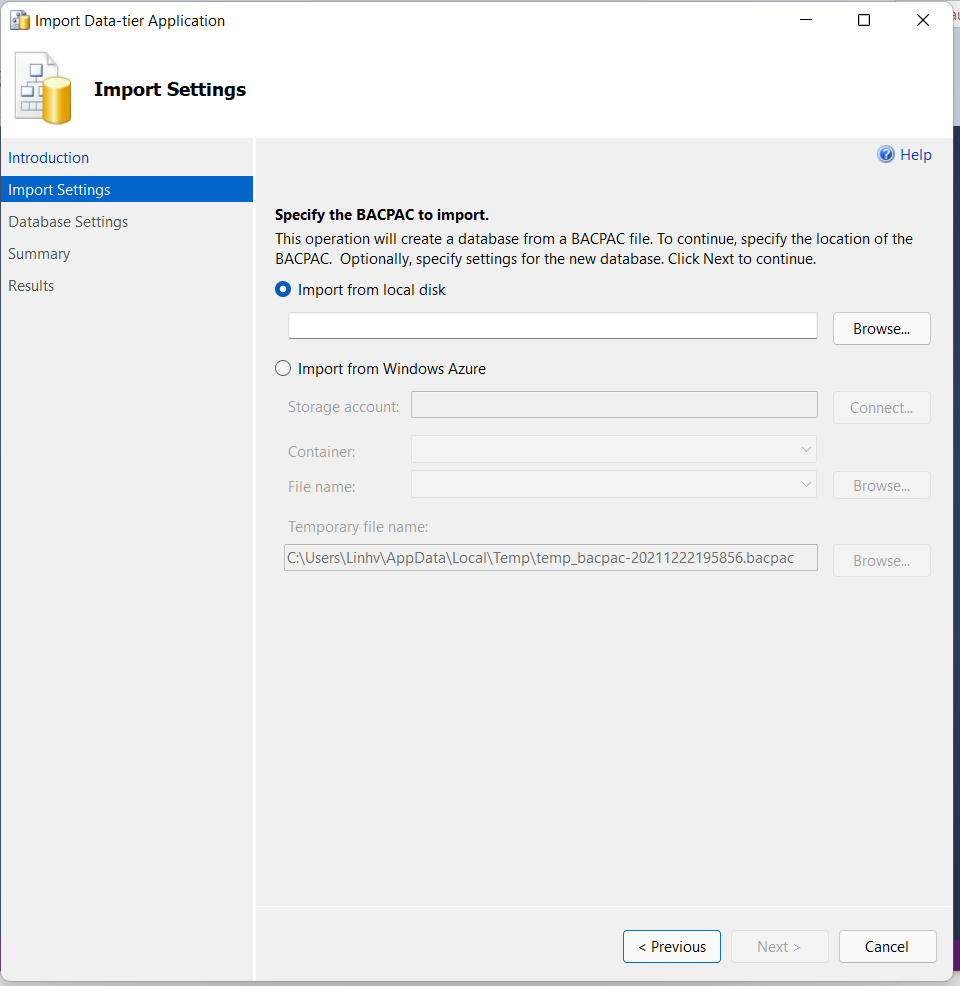 Import Data-tier Application
Import Settings
Introduction
Import Settings
Database Settings
Summary
Results
Help
Specify the BACPAC to import.
This operation will create a database from a BACPAC file. To continue, specify the location of the
BACPAC.  Optionally, specify settings for the new database. Click Next to continue.
Import from local disk
Browse...
Import from Windows Azure
Storage account:
Connect...
Container:
File name:
Browse...
Temporary file name:
C:\Users\Linhv\AppData\Local\Temp\temp_bacpac-20211222195856.bacpac
Browse...
< Previous
Next >
Cancel